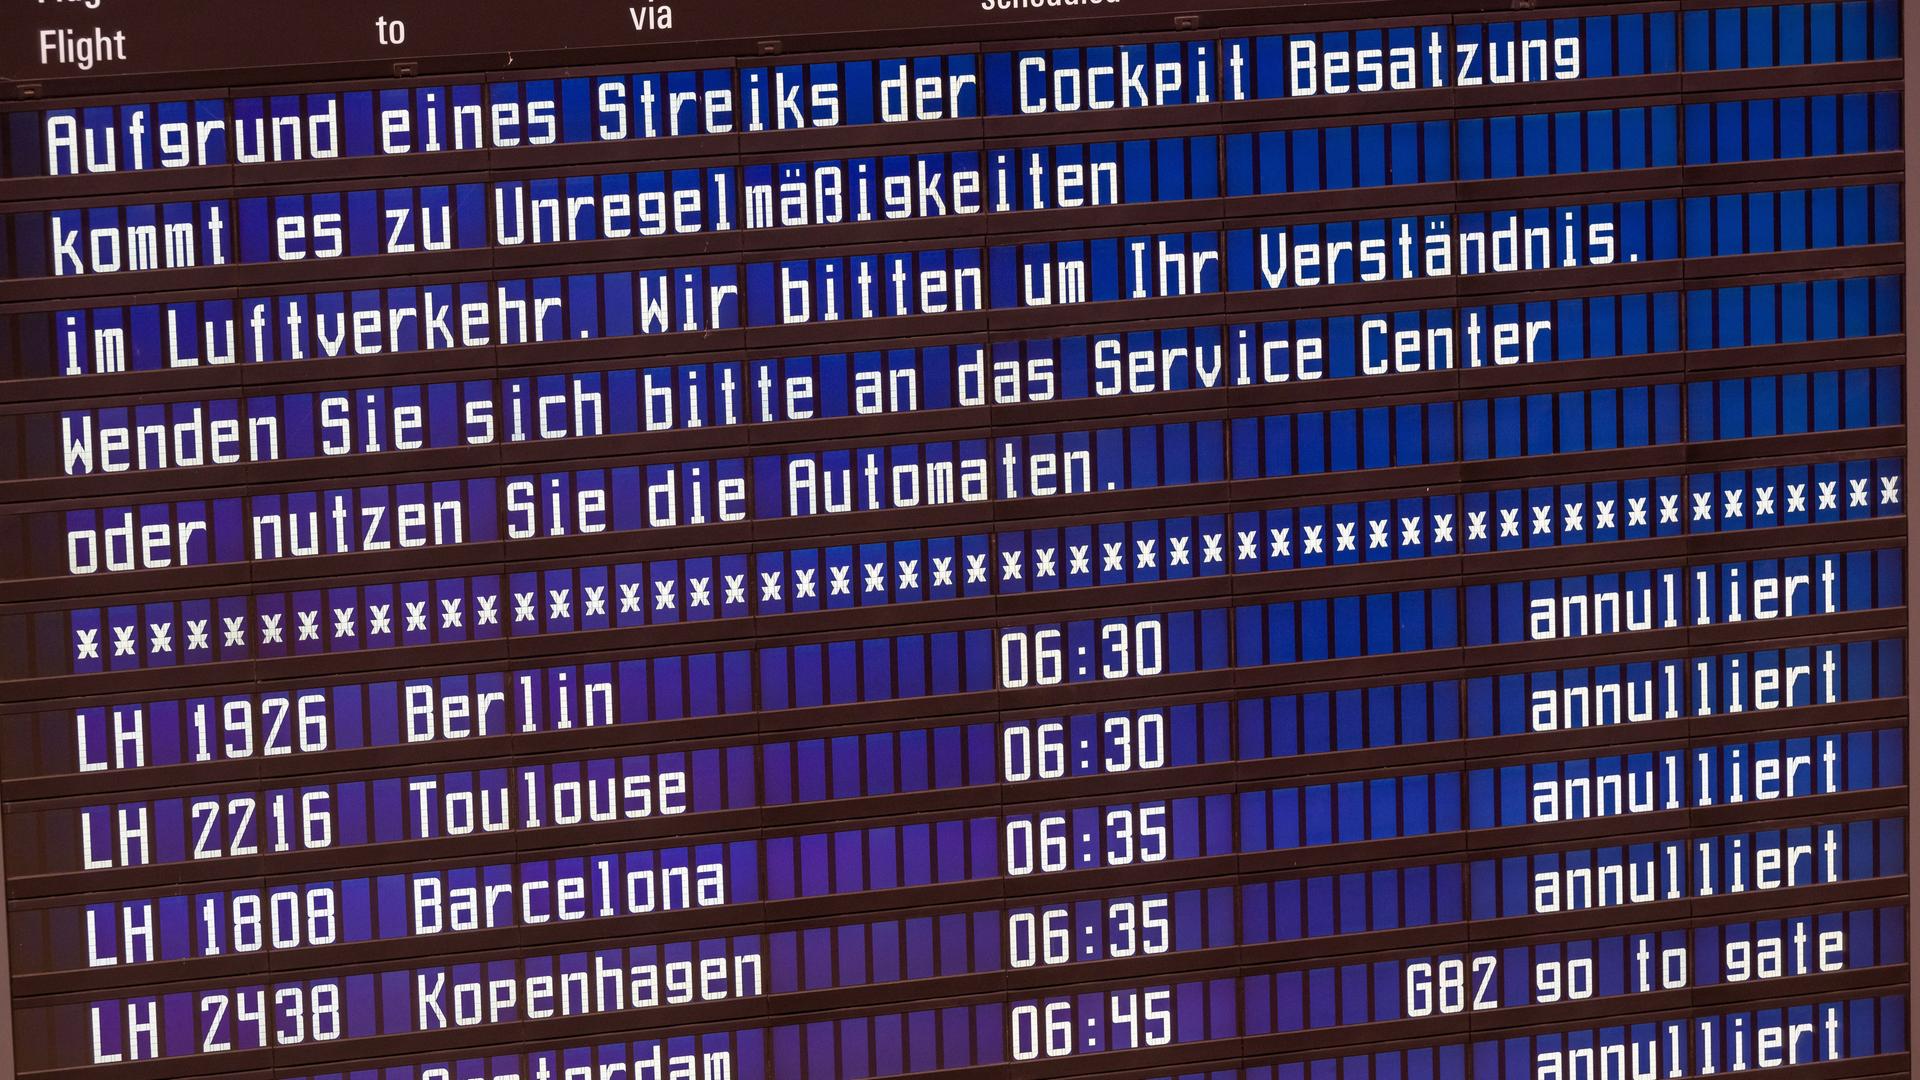 Flight to via scheduled
Aufgrund eines Streiks der Cockpit Besatzung
kommt es zu Unregelmäßigkeiten
im Luftverkehr. Wir bitten um Ihr Verständnis.
Wenden Sie sich bitte an das Service Center
oder nutzen Sie die Automaten.
****************************************************
LH 1926 Berlin 06:30 annulliert
LH 2216 Toulouse 06:30 annulliert
LH 1808 Barcelona 06:35 annulliert
LH 2438 Kopenhagen 06:35 annulliert
Amsterdam 06:45 G82 go to gate
annulliert